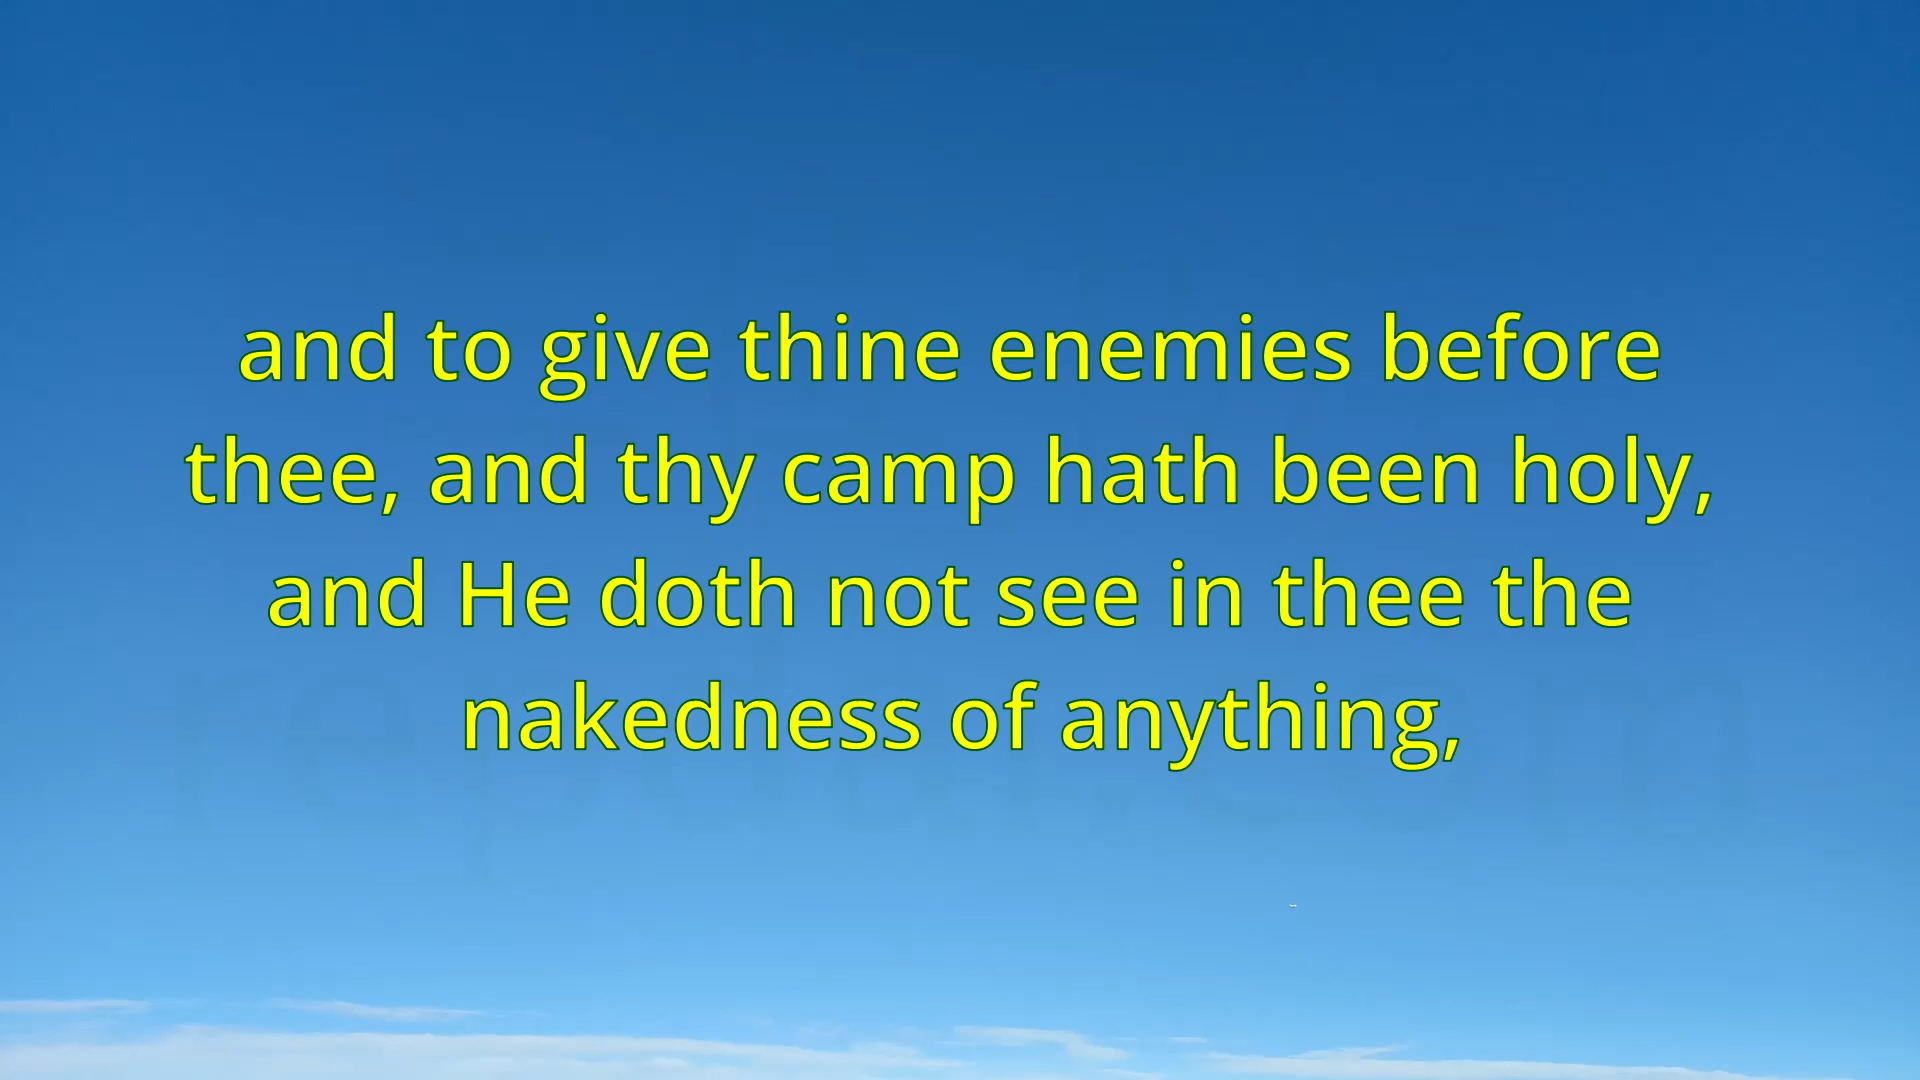 and to give thine enemies before
thee, and thy camp hath been holy,
and He doth not see in thee the
nakedness of anything,